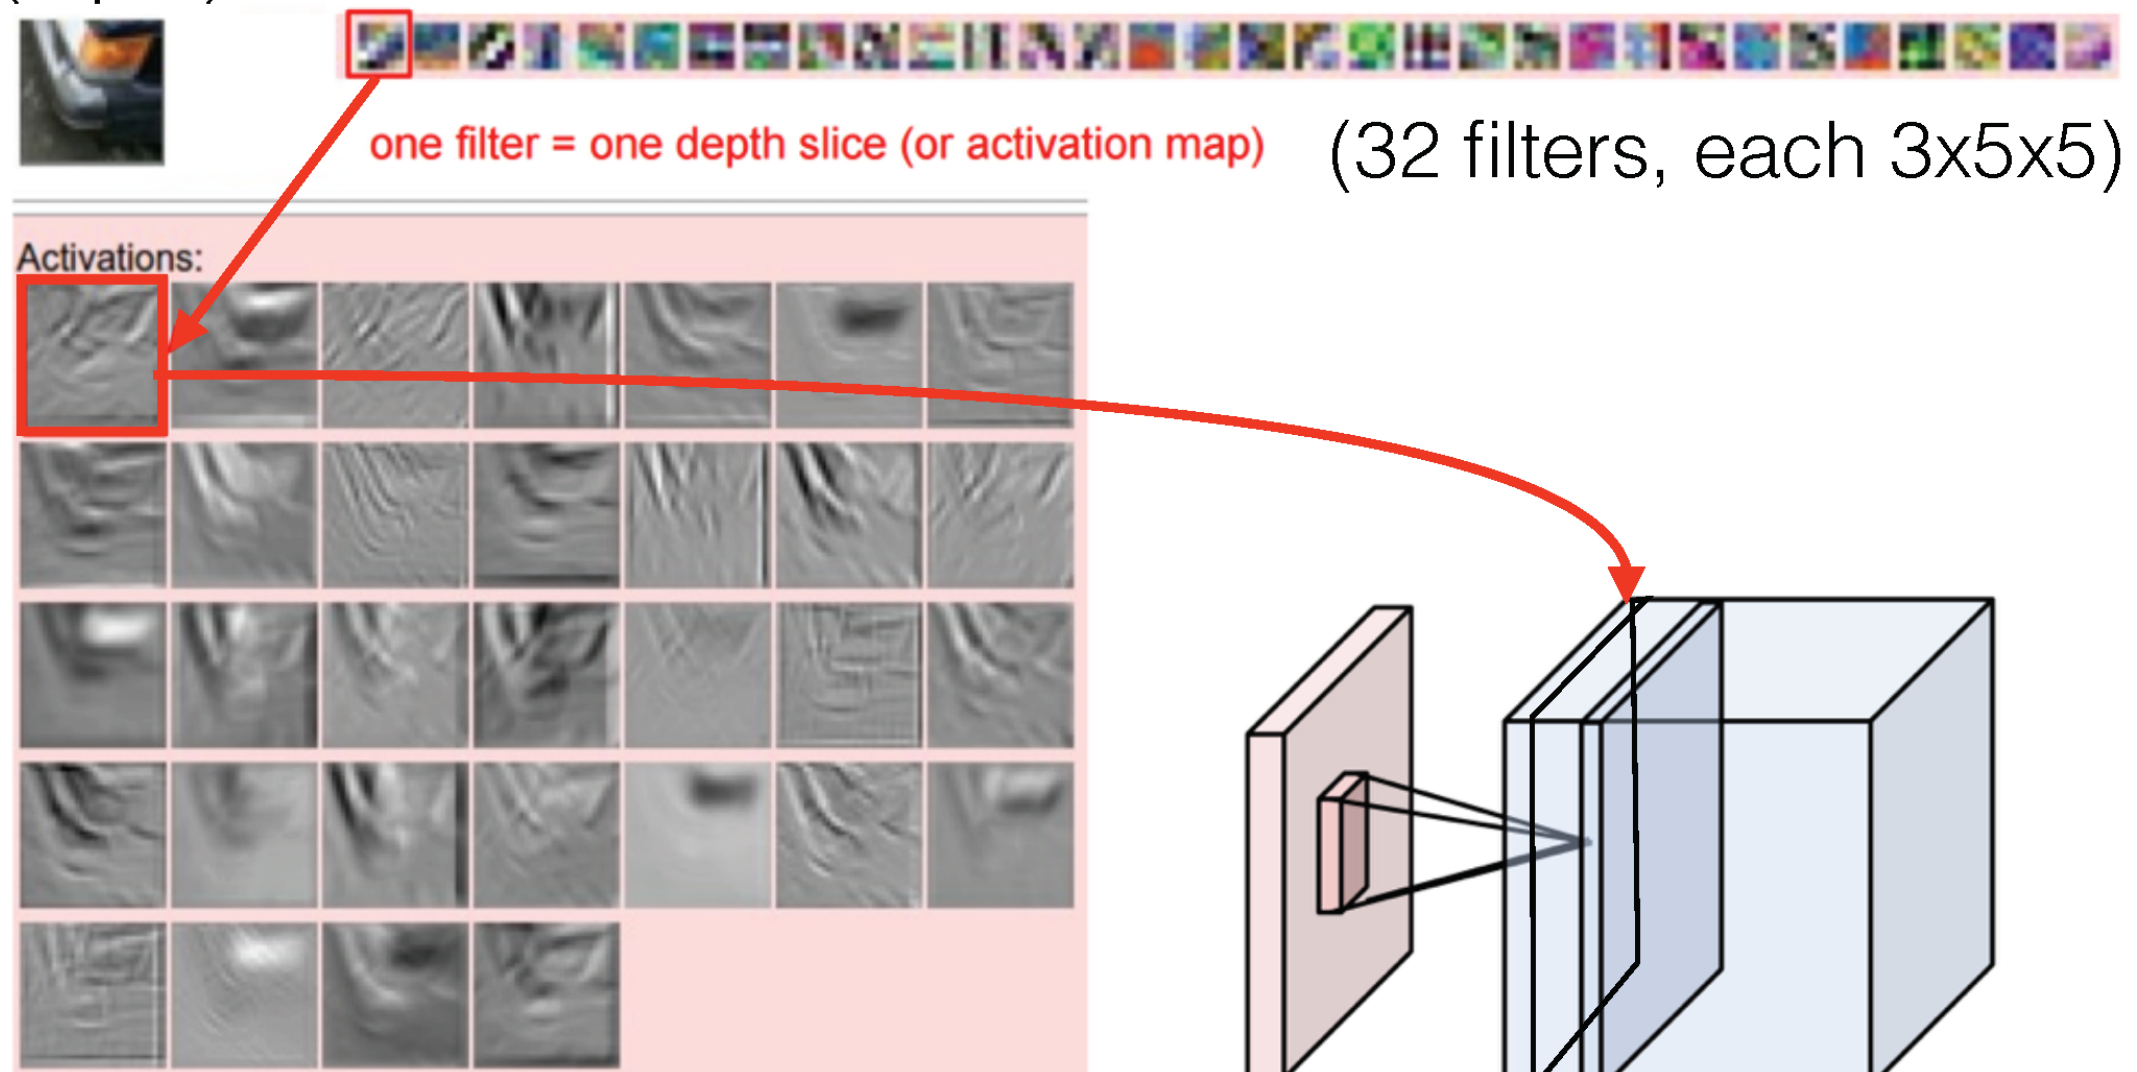 one filter = one depth slice (or activation map)
(32 filters, each 3x5x5)
Activations: